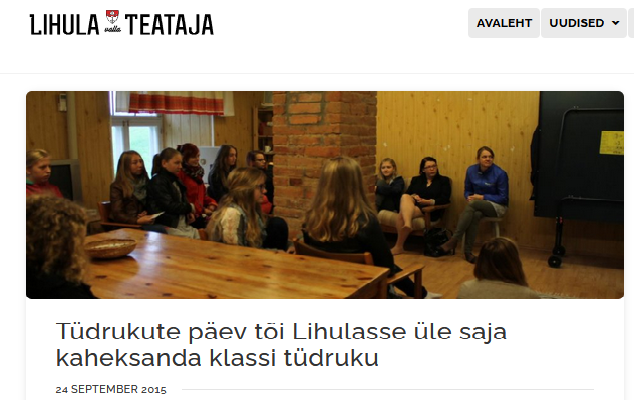 LIHULA valla TEATAJA
AVALEHT UUDISED
Tüdrukute päev tõi Lihulasse üle saja
kaheksanda klassi tüdruku
24 SEPTEMBER 2015